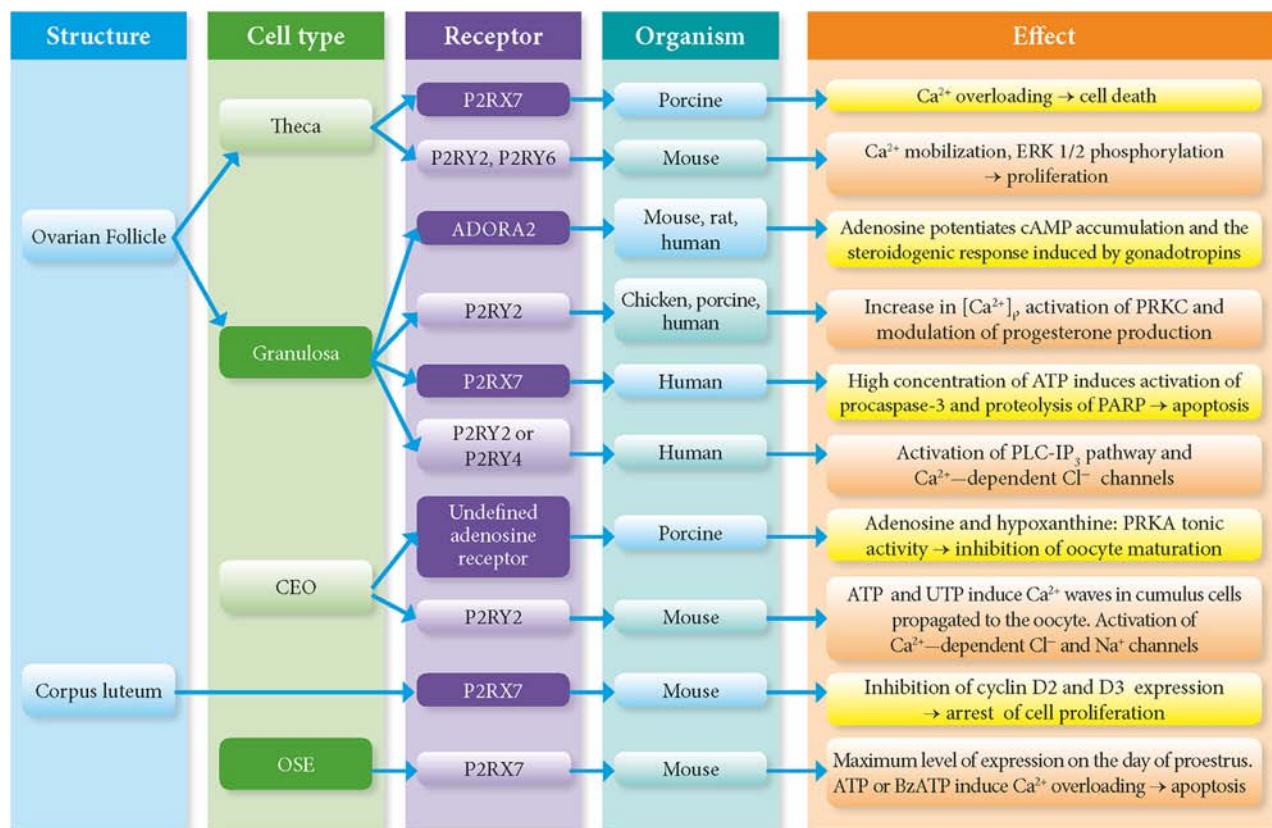 Structure
Cell type
Receptor
Organism
Effect
Ovarian Follicle
Theca
P2RX7
Porcine
Ca²⁺ overloading → cell death
P2RY2, P2RY6
Mouse
Ca²⁺ mobilization, ERK 1/2 phosphorylation
→ proliferation
Granulosa
ADORA2
Mouse, rat,
human
Adenosine potentiates cAMP accumulation and the
steroidogenic response induced by gonadotropins
P2RY2
Chicken, porcine,
human
Increase in [Ca²⁺]ᵢ, activation of PRKC and
modulation of progesterone production
P2RX7
Human
High concentration of ATP induces activation of
procaspase-3 and proteolysis of PARP → apoptosis
P2RY2 or
P2RY4
Human
Activation of PLC-IP₃ pathway and
Ca²⁺—dependent Cl⁻ channels
CEO
Undefined
adenosine
receptor
Porcine
Adenosine and hypoxanthine: PRKA tonic
activity → inhibition of oocyte maturation
P2RY2
Mouse
ATP and UTP induce Ca²⁺ waves in cumulus cells
propagated to the oocyte. Activation of
Ca²⁺—dependent Cl⁻ and Na⁺ channels
Corpus luteum
P2RX7
Mouse
Inhibition of cyclin D2 and D3 expression
→ arrest of cell proliferation
OSE
P2RX7
Mouse
Maximum level of expression on the day of proestrus.
ATP or BzATP induce Ca²⁺ overloading → apoptosis